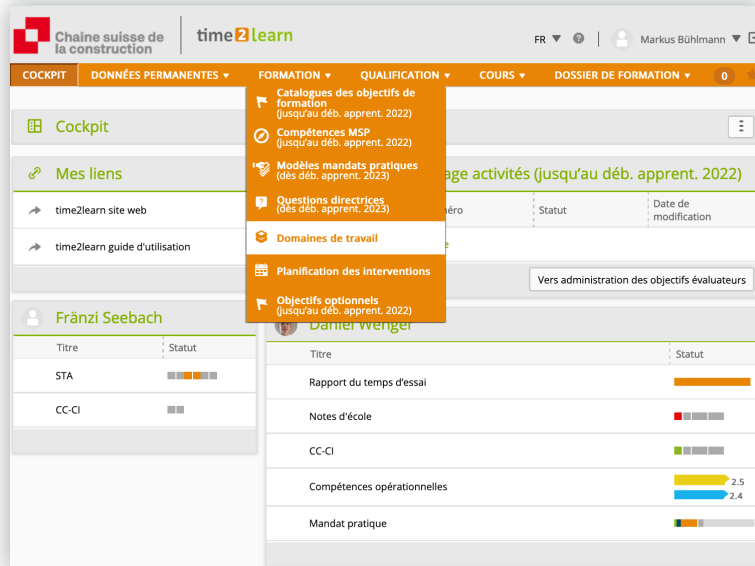 Chaine suisse de
la construction
time2learn
FR
Markus Bühlmann
COCKPIT
DONNÉES PERMANENTES
FORMATION
QUALIFICATION
COURS
DOSSIER DE FORMATION
0
Catalogues des objectifs de
formation
(jusqu'au déb. apprent. 2022)
Compétences MSP
(jusqu'au déb. apprent. 2022)
Modèles mandats pratiques
(dès déb. apprent. 2023)
Questions directrices
(dès déb. apprent. 2023)
Domaines de travail
Planification des interventions
Objectifs optionnels
(jusqu'au déb. apprent. 2022)
Cockpit
Mes liens
time2learn site web
time2learn guide d'utilisation
age activités (jusqu'au déb. apprent. 2022)
éro
Statut
Date de
modification
Vers administration des objectifs évaluateurs
Fränzi Seebach
Titre
Statut
STA
CC-CI
Daniel Wenger
Titre
Statut
Rapport du temps d'essai
Notes d'école
CC-CI
Compétences opérationnelles
2.5
2.4
Mandat pratique